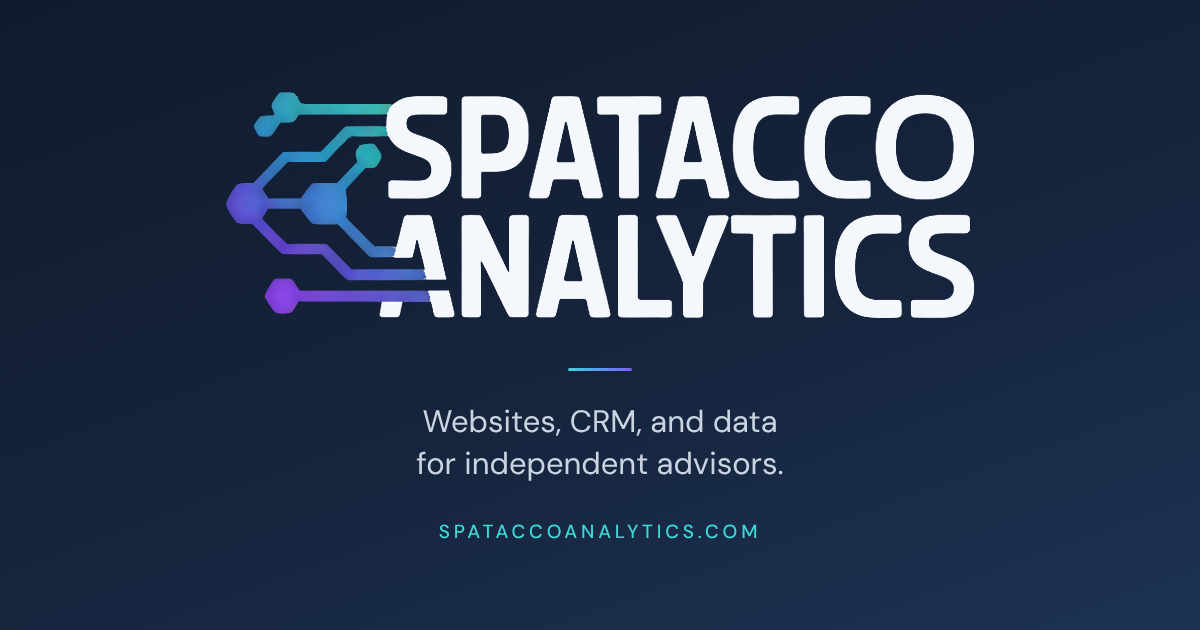 SPATACCO
ANALYTICS
Websites, CRM, and data
for independent advisors.
SPATACCOANALYTICS.COM